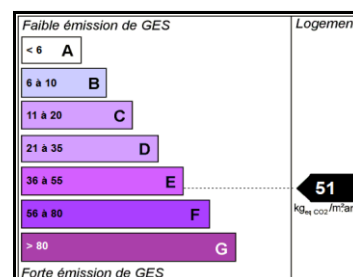 Faible émission de GES
Logemen
< 6 A
6 à 10 B
11 à 20 C
21 à 35 D
36 à 55 E
51
kgeq CO2 /m².an
56 à 80 F
> 80 G
Forte émission de GES